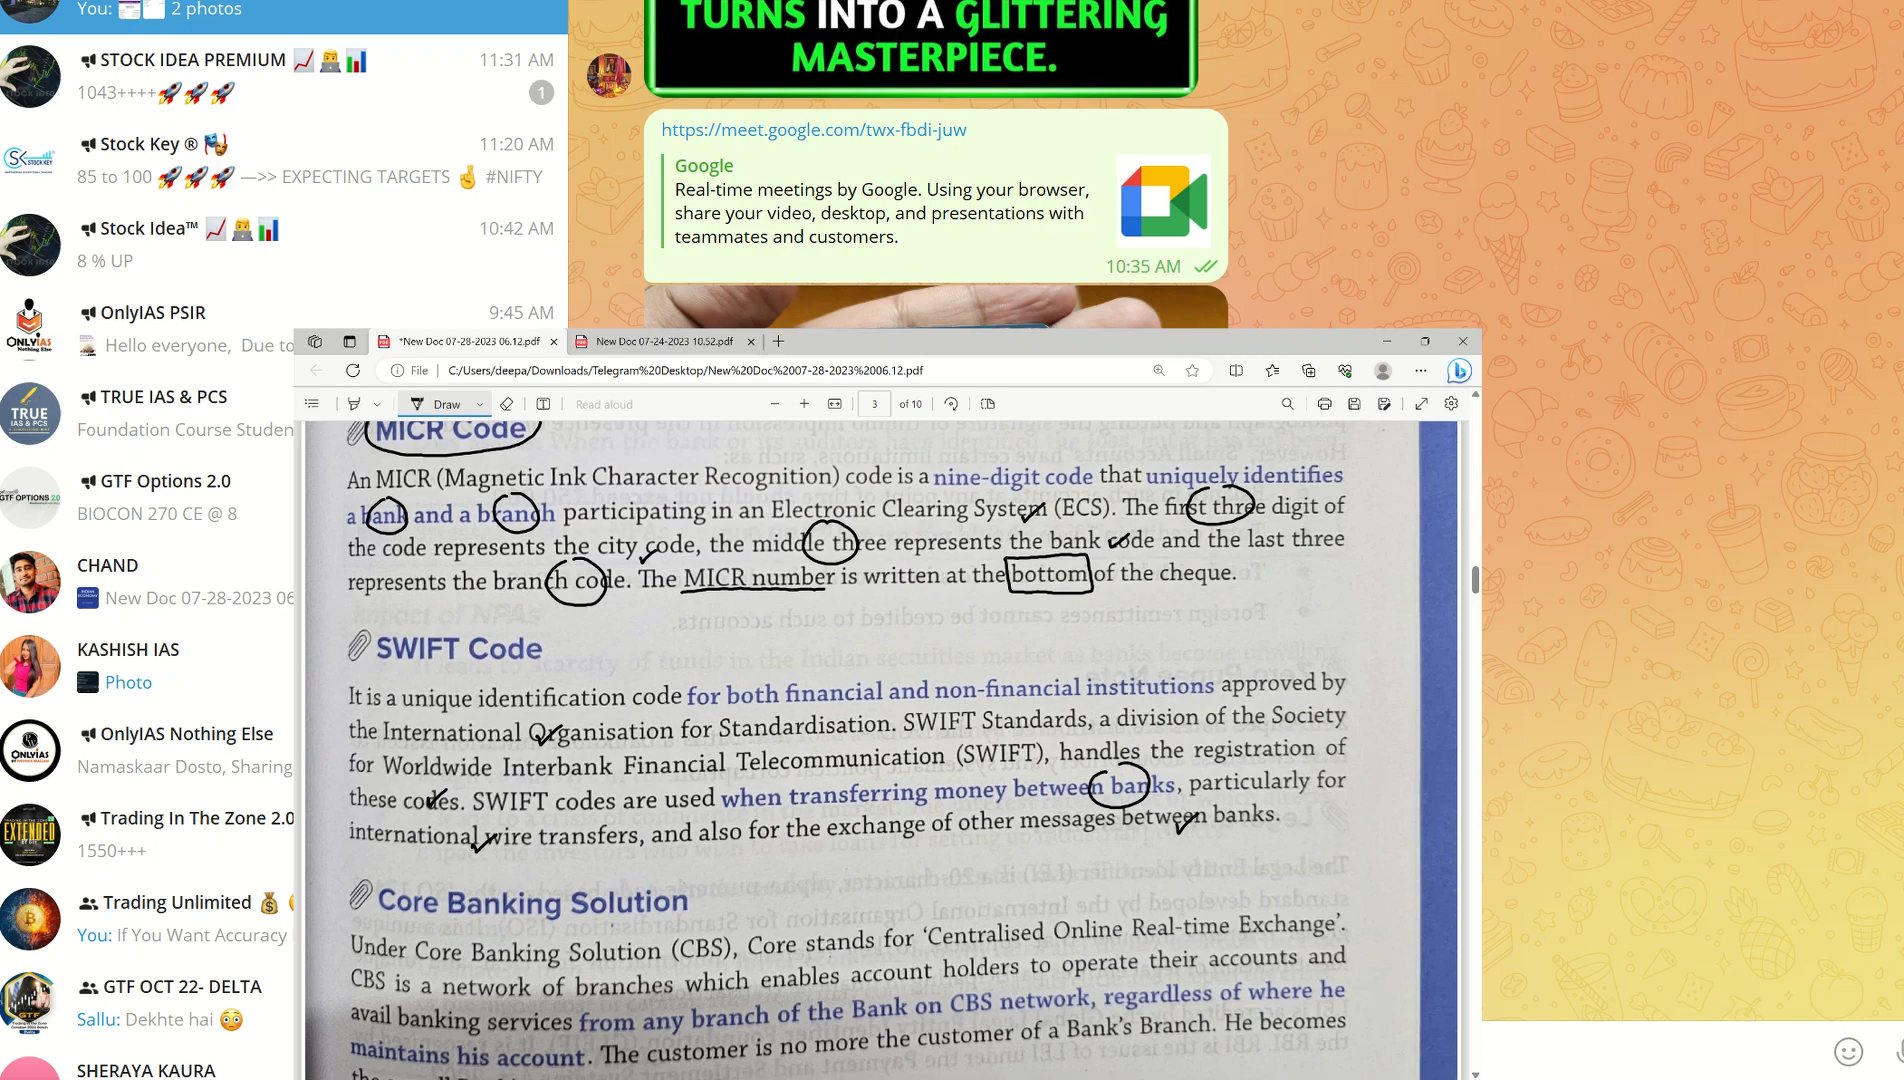 You: 2 photos
STOCK IDEA PREMIUM 📈 👨‍💻 📊 11:31 AM
1043++++🚀🚀🚀 1
Stock Key ® 🎭 11:20 AM
85 to 100 🚀🚀🚀 —>> EXPECTING TARGETS 🤞 #NIFTY
Stock Idea™ 📈 👨‍💻 📊 10:42 AM
8 % UP
OnlyIAS PSIR 9:45 AM
Hello everyone, Due to
TRUE IAS & PCS
Foundation Course Studen
GTF Options 2.0
BIOCON 270 CE @ 8
CHAND
New Doc 07-28-2023 06
KASHISH IAS
Photo
OnlyIAS Nothing Else
Namaskaar Dosto, Sharing
Trading In The Zone 2.0
1550+++
Trading Unlimited 💰
You: If You Want Accuracy
GTF OCT 22- DELTA
Sallu: Dekhte hai 😳
SHERAYA KAURA
SK STOCK KEY
ONLYIAS
Nothing Else
TRUE
IAS & PCS
GTF OPTIONS 2.0
ONLYIAS
EXTENDED
TURNS INTO A GLITTERING
MASTERPIECE.
https://meet.google.com/twx-fbdi-juw
Google
Real-time meetings by Google. Using your browser,
share your video, desktop, and presentations with
teammates and customers.
10:35 AM
*New Doc 07-28-2023 06.12.pdf
New Doc 07-24-2023 10.52.pdf
File C:/Users/deepa/Downloads/Telegram%20Desktop/New%20Doc%2007-28-2023%2006.12.pdf
Draw Read aloud 3 of 10
MICR Code
An MICR (Magnetic Ink Character Recognition) code is a nine-digit code that uniquely identifies
a bank and a branch participating in an Electronic Clearing System (ECS). The first three digit of
the code represents the city code, the middle three represents the bank code and the last three
represents the branch code. The MICR number is written at the bottom of the cheque.
SWIFT Code
It is a unique identification code for both financial and non-financial institutions approved by
the International Organisation for Standardisation. SWIFT Standards, a division of the Society
for Worldwide Interbank Financial Telecommunication (SWIFT), handles the registration of
these codes. SWIFT codes are used when transferring money between banks, particularly for
international wire transfers, and also for the exchange of other messages between banks.
Core Banking Solution
Under Core Banking Solution (CBS), Core stands for ‘Centralised Online Real-time Exchange’.
CBS is a network of branches which enables account holders to operate their accounts and
avail banking services from any branch of the Bank on CBS network, regardless of where he
maintains his account. The customer is no more the customer of a Bank’s Branch. He becomes